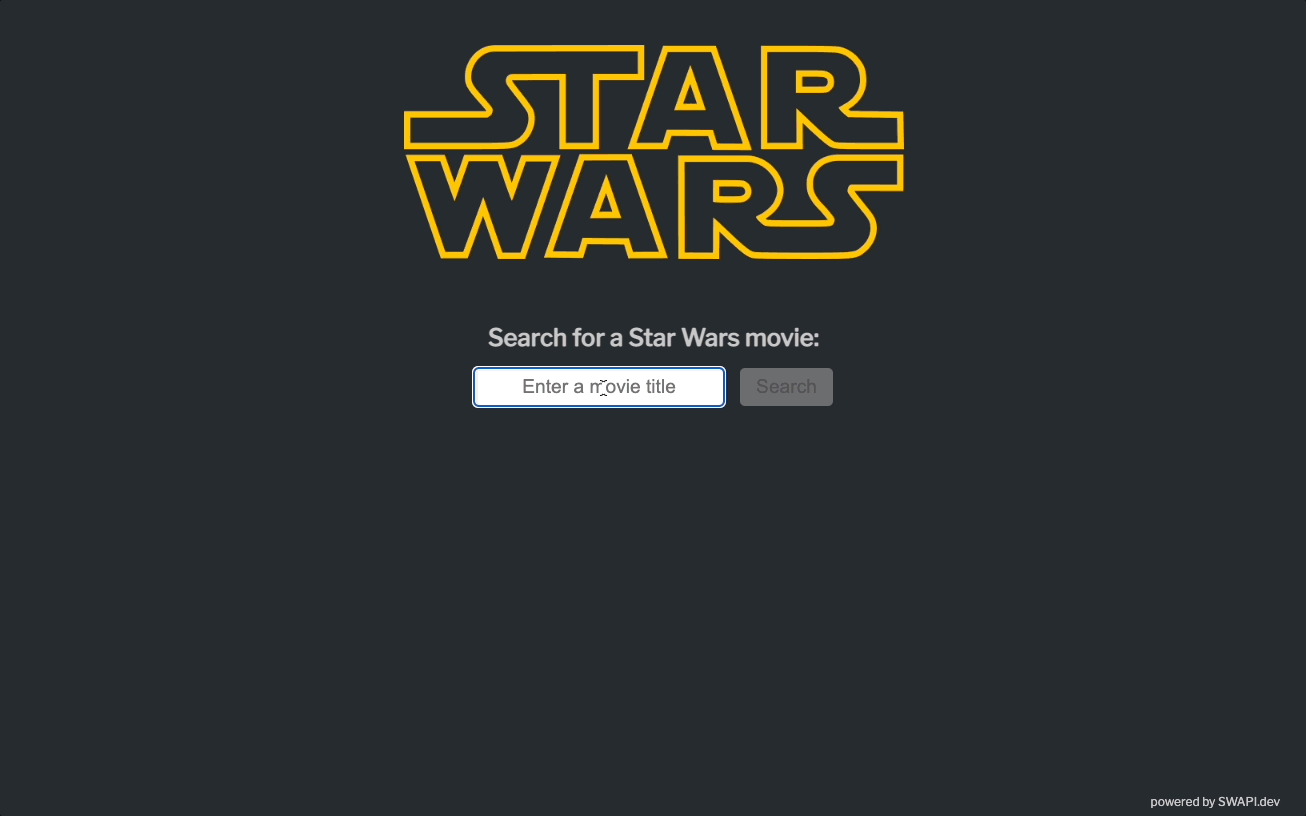 STAR
WARS
Search for a Star Wars movie:
Enter a movie title
Search
powered by SWAPI.dev